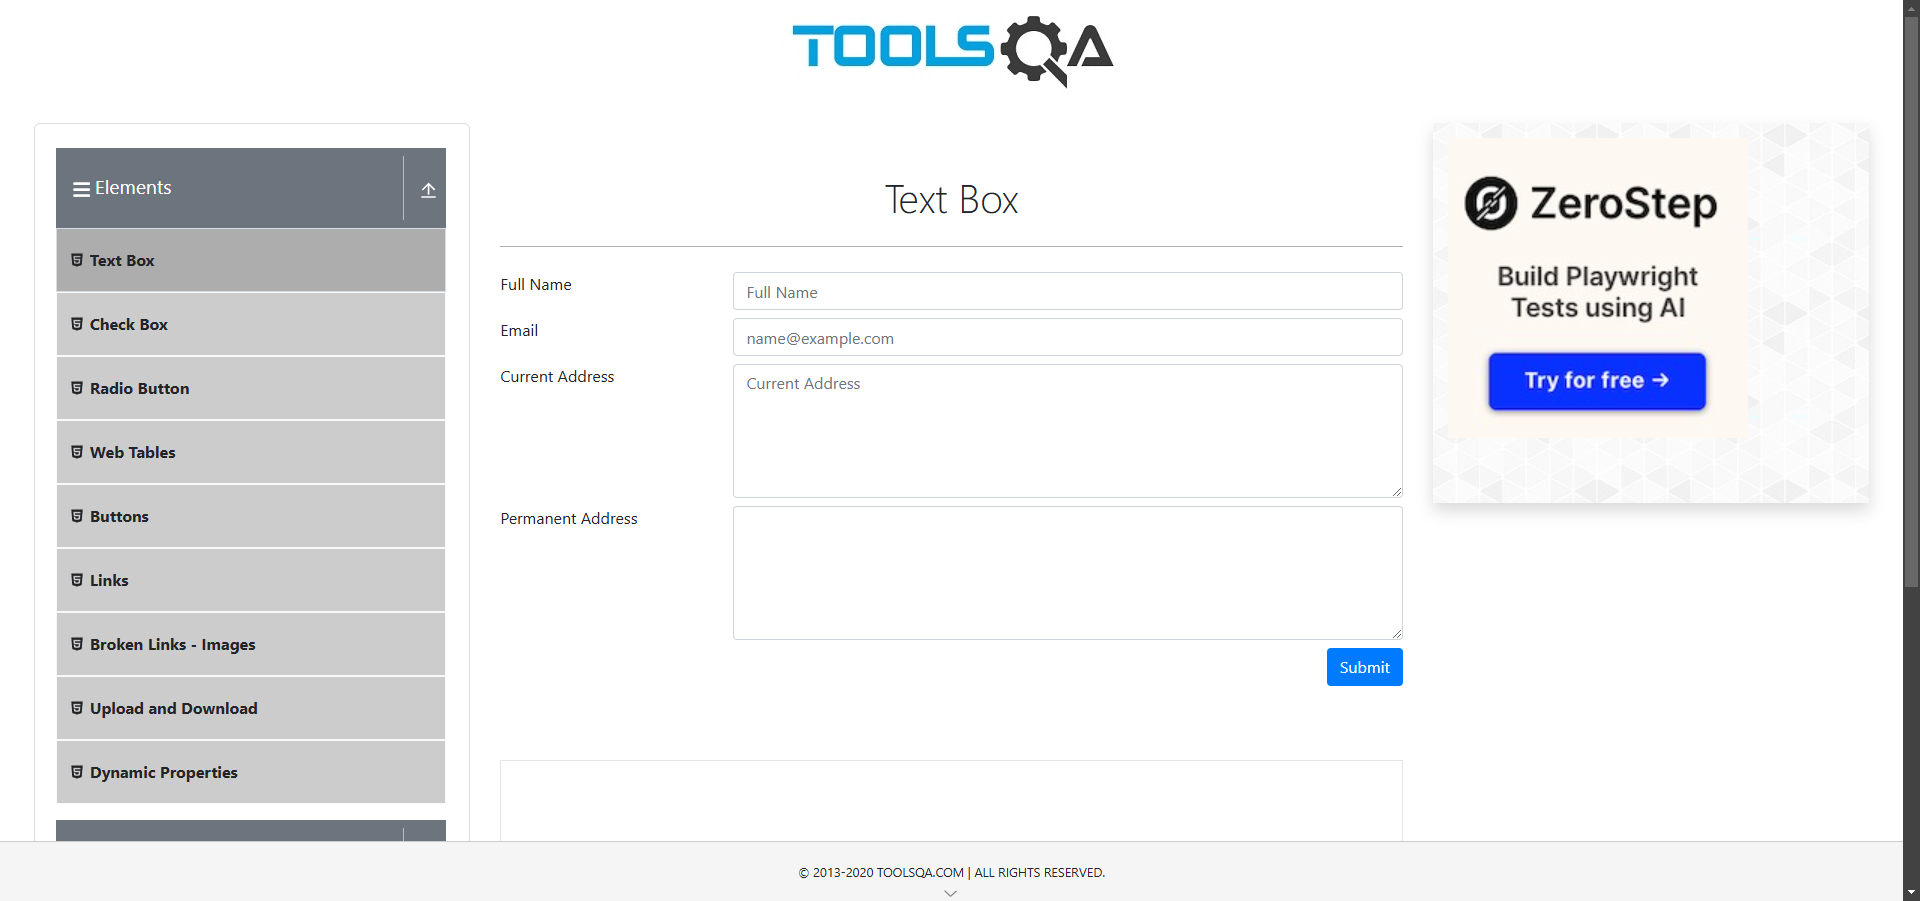 TOOLSQA
Elements
Text Box
Check Box
Radio Button
Web Tables
Buttons
Links
Broken Links - Images
Upload and Download
Dynamic Properties
Text Box
Full Name
Full Name
Email
name@example.com
Current Address
Current Address
Permanent Address
Submit
ZeroStep
Build Playwright
Tests using AI
Try for free →
© 2013-2020 TOOLSQA.COM | ALL RIGHTS RESERVED.